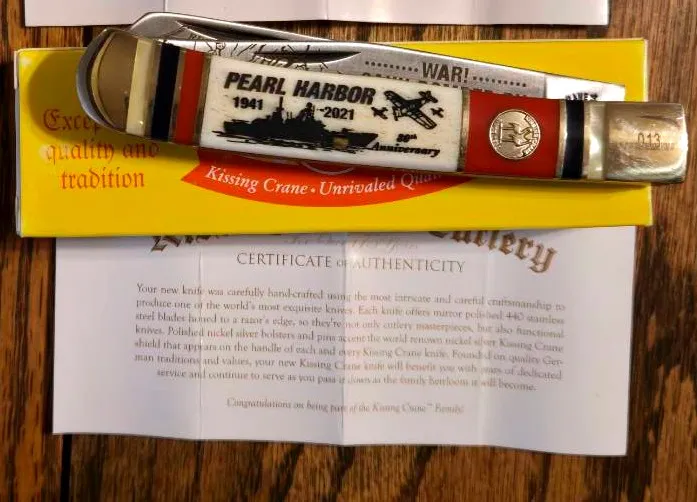 WAR!
PEARL HARBOR
1941 -2021
80th
Anniversary
013
quality and
tradition
Kissing Crane • Unrivaled
Cutlery
CERTIFICATE OF AUTHENTICITY
Your new knife was carefully hand-crafted using the most intricate and careful craftsmanship to
produce one of the world's most exquisite knives. Each knife offers mirror polished 440 stainless
steel blades honed to a razor's edge, so they're not only cutlery masterpieces, but also functional
knives. Polished nickel silver bolsters and pins accent the world renown nickel silver Kissing Crane
shield that appears on the handle of each and every Kissing Crane knife. Founded on quality Ger-
man traditions and values, your new Kissing Crane knife will benefit you with years of dedicated
service and continue to serve as you pass it down as the family heirloom it will become.
Congratulations on being part of the Kissing Crane™ Family!